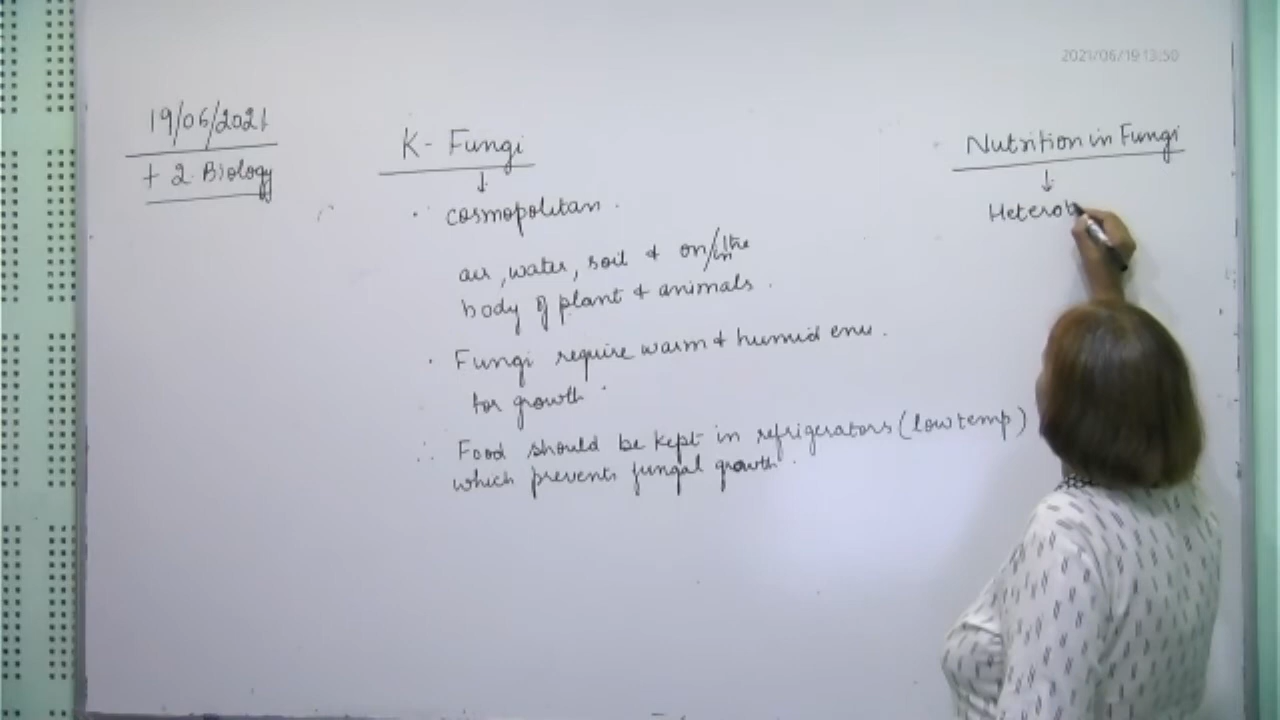 2021/06/19 13:50
19/06/2021
+ 2 Biology
K - Fungi
↓
· cosmopolitan.
air, water, soil + on/in the
body of plant + animals.
· Fungi require warm + humid env.
for growth.
∴ Food should be kept in refrigerators (low temp)
which prevents fungal growth.
Nutrition in Fungi
↓
Hetero